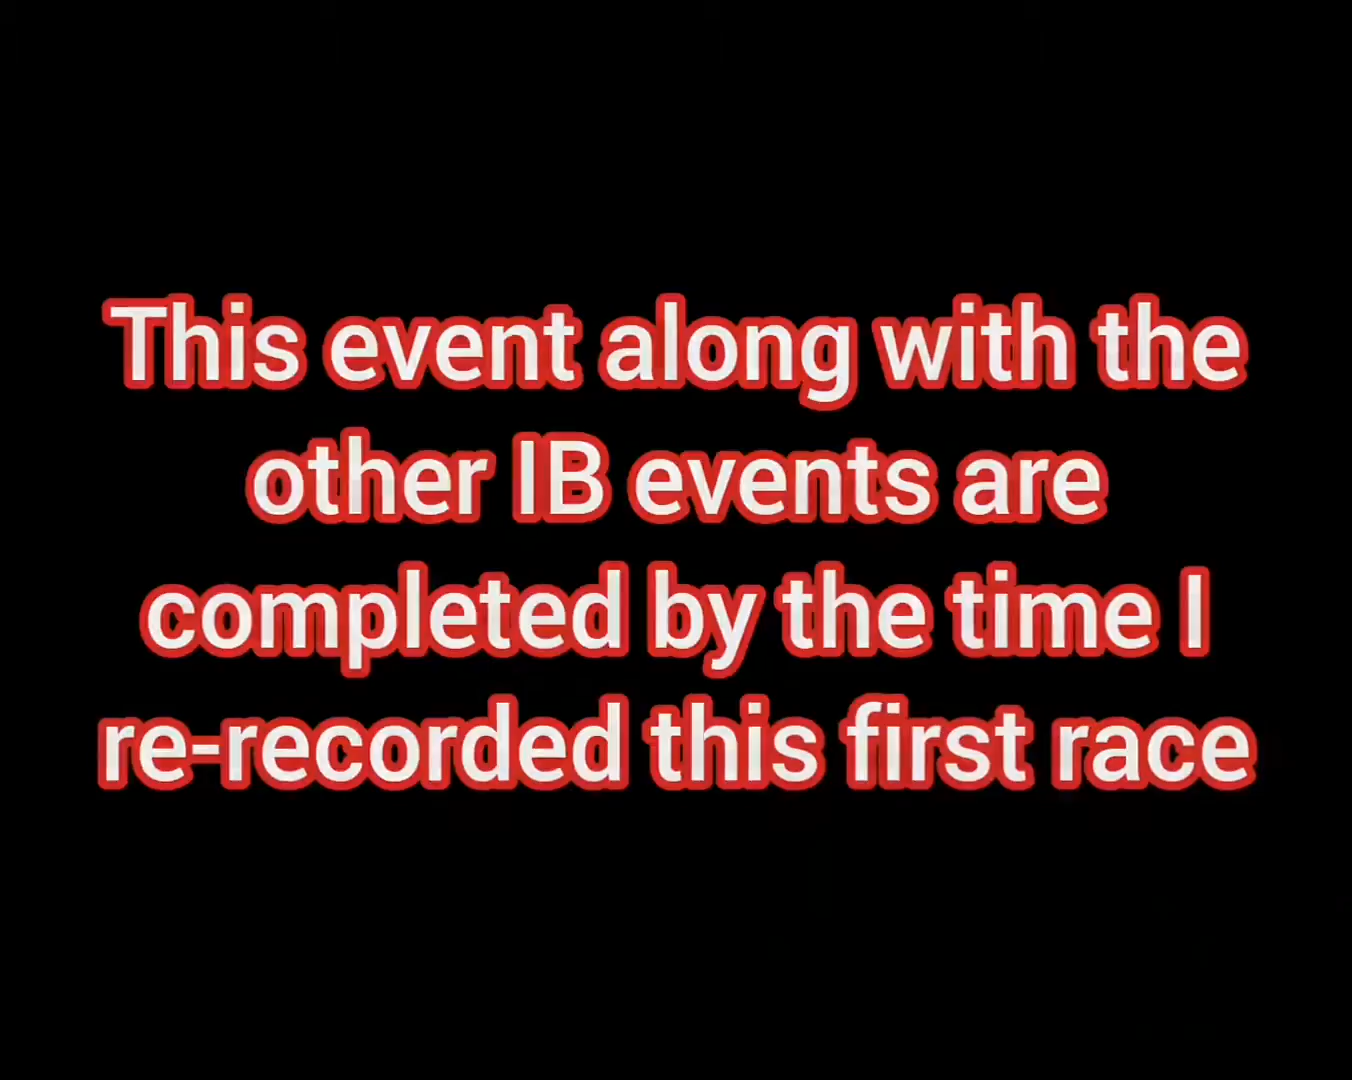 This event along with the
other IB events are
completed by the time I
re-recorded this first race